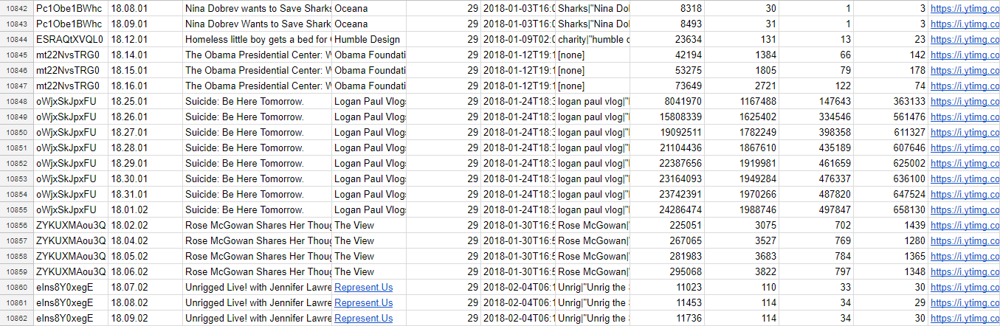 10842 Pc1Obe1BWhc 18.08.01 Nina Dobrev wants to Save Sharks Oceana 29 2018-01-03T16:0 Sharks|"Nina Dob 8318 30 1 3 https://i.ytimg.co
10843 Pc1Obe1BWhc 18.09.01 Nina Dobrev Wants to Save Shark Oceana 29 2018-01-03T16:0 Sharks|"Nina Dob 8493 31 1 3 https://i.ytimg.co
10844 ESRAQtXVQL0 18.12.01 Homeless little boy gets a bed for Humble Design 29 2018-01-09T02:0 charity|"humble 23634 131 13 23 https://i.ytimg.co
10845 mt22NvsTRG0 18.14.01 The Obama Presidential Center: W Obama Foundati 29 2018-01-12T19:1 [none] 42194 1384 66 142 https://i.ytimg.co
10846 mt22NvsTRG0 18.15.01 The Obama Presidential Center: W Obama Foundati 29 2018-01-12T19:1 [none] 53275 1805 79 178 https://i.ytimg.co
10847 mt22NvsTRG0 18.16.01 The Obama Presidential Center: W Obama Foundati 29 2018-01-12T19:1 [none] 73649 2721 122 74 https://i.ytimg.co
10848 oWjxSkJpxFU 18.25.01 Suicide: Be Here Tomorrow. Logan Paul Vlogs 29 2018-01-24T18:3 logan paul vlog|" 8041970 1167488 147643 363133 https://i.ytimg.co
10849 oWjxSkJpxFU 18.26.01 Suicide: Be Here Tomorrow. Logan Paul Vlogs 29 2018-01-24T18:3 logan paul vlog|" 15808339 1625402 334546 561476 https://i.ytimg.co
10850 oWjxSkJpxFU 18.27.01 Suicide: Be Here Tomorrow. Logan Paul Vlogs 29 2018-01-24T18:3 logan paul vlog|" 19092511 1782249 398358 611327 https://i.ytimg.co
10851 oWjxSkJpxFU 18.28.01 Suicide: Be Here Tomorrow. Logan Paul Vlogs 29 2018-01-24T18:3 logan paul vlog|" 21104436 1867610 435189 607646 https://i.ytimg.co
10852 oWjxSkJpxFU 18.29.01 Suicide: Be Here Tomorrow. Logan Paul Vlogs 29 2018-01-24T18:3 logan paul vlog|" 22387656 1919981 461659 625002 https://i.ytimg.co
10853 oWjxSkJpxFU 18.30.01 Suicide: Be Here Tomorrow. Logan Paul Vlogs 29 2018-01-24T18:3 logan paul vlog|" 23164093 1949284 476337 636100 https://i.ytimg.co
10854 oWjxSkJpxFU 18.31.01 Suicide: Be Here Tomorrow. Logan Paul Vlogs 29 2018-01-24T18:3 logan paul vlog|" 23742391 1970266 487820 647524 https://i.ytimg.co
10855 oWjxSkJpxFU 18.01.02 Suicide: Be Here Tomorrow. Logan Paul Vlogs 29 2018-01-24T18:3 logan paul vlog|" 24286474 1988746 497847 658130 https://i.ytimg.co
10856 ZYKUXMAou3Q 18.02.02 Rose McGowan Shares Her Thoug The View 29 2018-01-30T16:5 Rose McGowan| 225051 3075 702 1439 https://i.ytimg.co
10857 ZYKUXMAou3Q 18.04.02 Rose McGowan Shares Her Thoug The View 29 2018-01-30T16:5 Rose McGowan| 267065 3527 769 1280 https://i.ytimg.co
10858 ZYKUXMAou3Q 18.05.02 Rose McGowan Shares Her Thoug The View 29 2018-01-30T16:5 Rose McGowan| 281983 3683 784 1365 https://i.ytimg.co
10859 ZYKUXMAou3Q 18.06.02 Rose McGowan Shares Her Thoug The View 29 2018-01-30T16:5 Rose McGowan| 295068 3822 797 1348 https://i.ytimg.co
10860 eIns8Y0xegE 18.07.02 Unrigged Live! with Jennifer Lawre Represent.Us 29 2018-02-04T06:1 Unrig|"Unrig the 11023 110 33 30 https://i.ytimg.co
10861 eIns8Y0xegE 18.08.02 Unrigged Live! with Jennifer Lawre Represent.Us 29 2018-02-04T06:1 Unrig|"Unrig the 11453 114 34 29 https://i.ytimg.co
10862 eIns8Y0xegE 18.09.02 Unrigged Live! with Jennifer Lawre Represent.Us 29 2018-02-04T06:1 Unrig|"Unrig the 11736 114 34 30 https://i.ytimg.co